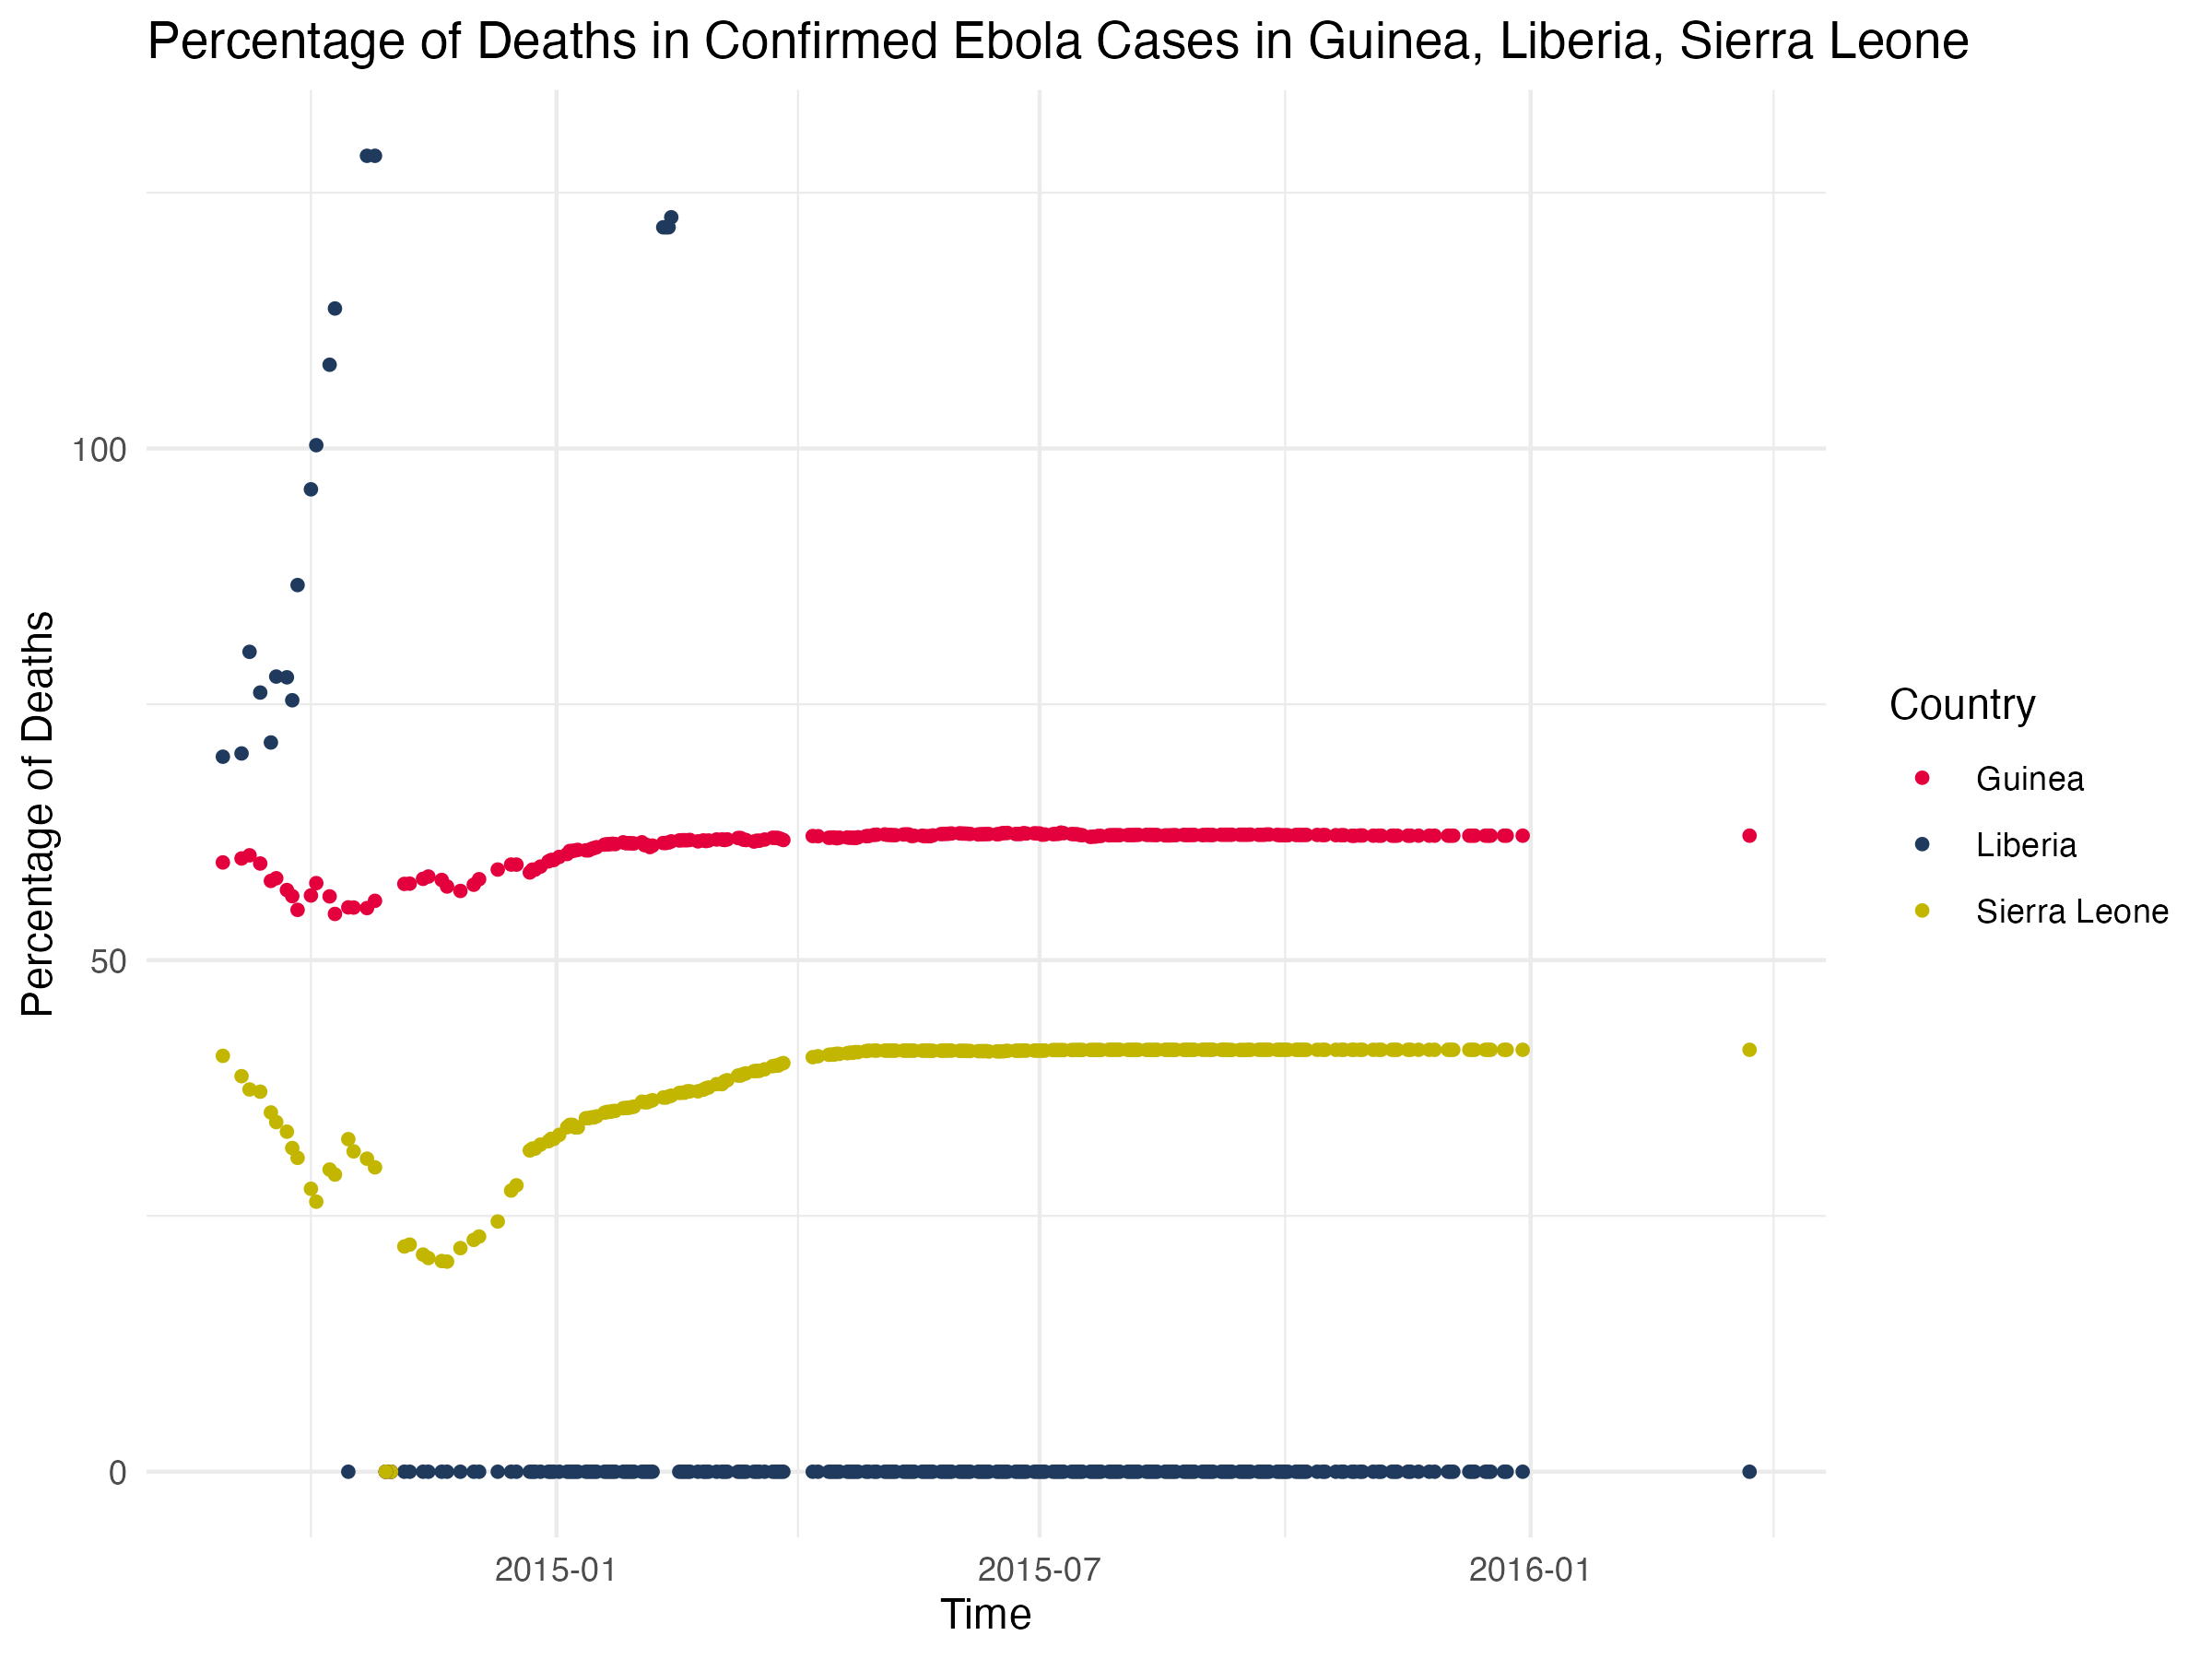 Percentage of Deaths in Confirmed Ebola Cases in Guinea, Liberia, Sierra Leone
Percentage of Deaths
100
50
0
2015-01
2015-07
2016-01
Time
Country
Guinea
Liberia
Sierra Leone